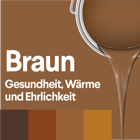 Braun
Gesundheit, Wärme
und Ehrlichkeit